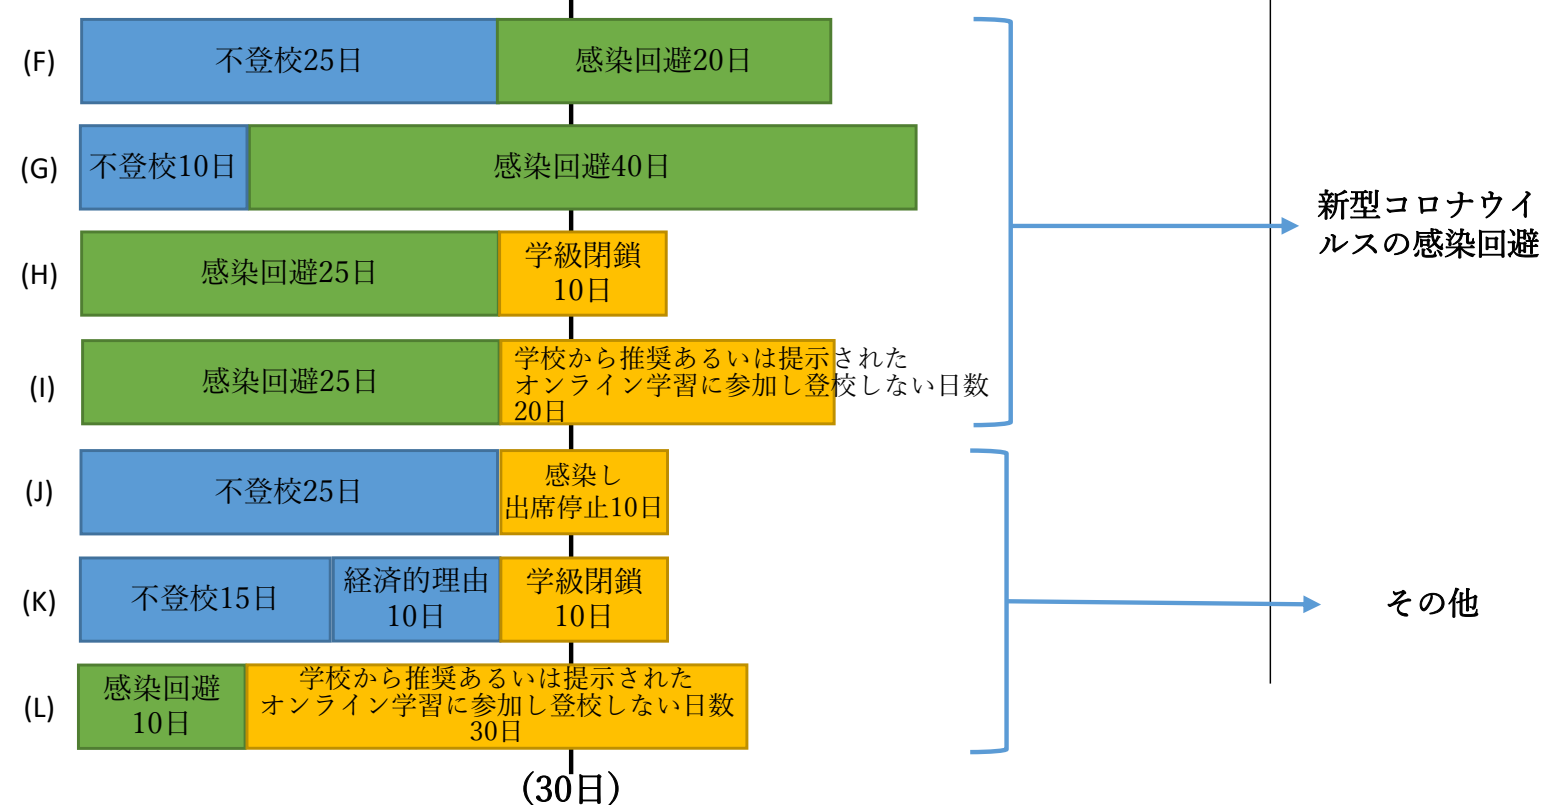 (F)
不登校25日
感染回避20日
(G)
不登校10日
感染回避40日
新型コロナウイ
ルスの感染回避
(H)
感染回避25日
学級閉鎖
10日
(I)
感染回避25日
学校から推奨あるいは提示された
オンライン学習に参加し登校しない日数
20日
(J)
不登校25日
感染し
出席停止10日
(K)
不登校15日
経済的理由
10日
学級閉鎖
10日
その他
(L)
感染回避
10日
学校から推奨あるいは提示された
オンライン学習に参加し登校しない日数
30日
(30日)